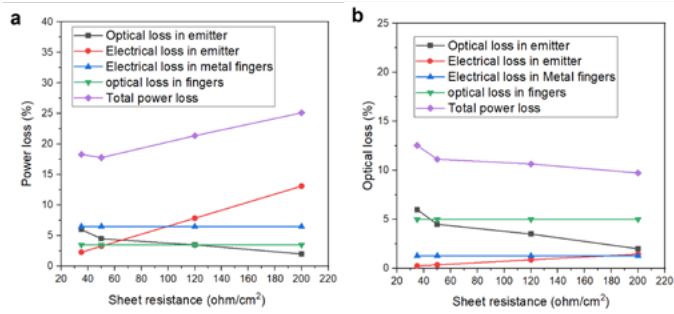 a
40
35
30
25
20
15
10
5
0
Power loss (%)
Optical loss in emitter
Electrical loss in emitter
Electrical loss in metal fingers
optical loss in fingers
Total power loss
20 40 60 80 100 120 140 160 180 200 220
Sheet resistance (ohm/cm²)
b
25
20
15
10
5
0
Optical loss (%)
Optical loss in emitter
Electrical loss in emitter
Electrical loss in Metal fingers
optical loss in fingers
Total power loss
20 40 60 80 100 120 140 160 180 200 220
Sheet resistance (ohm/cm²)